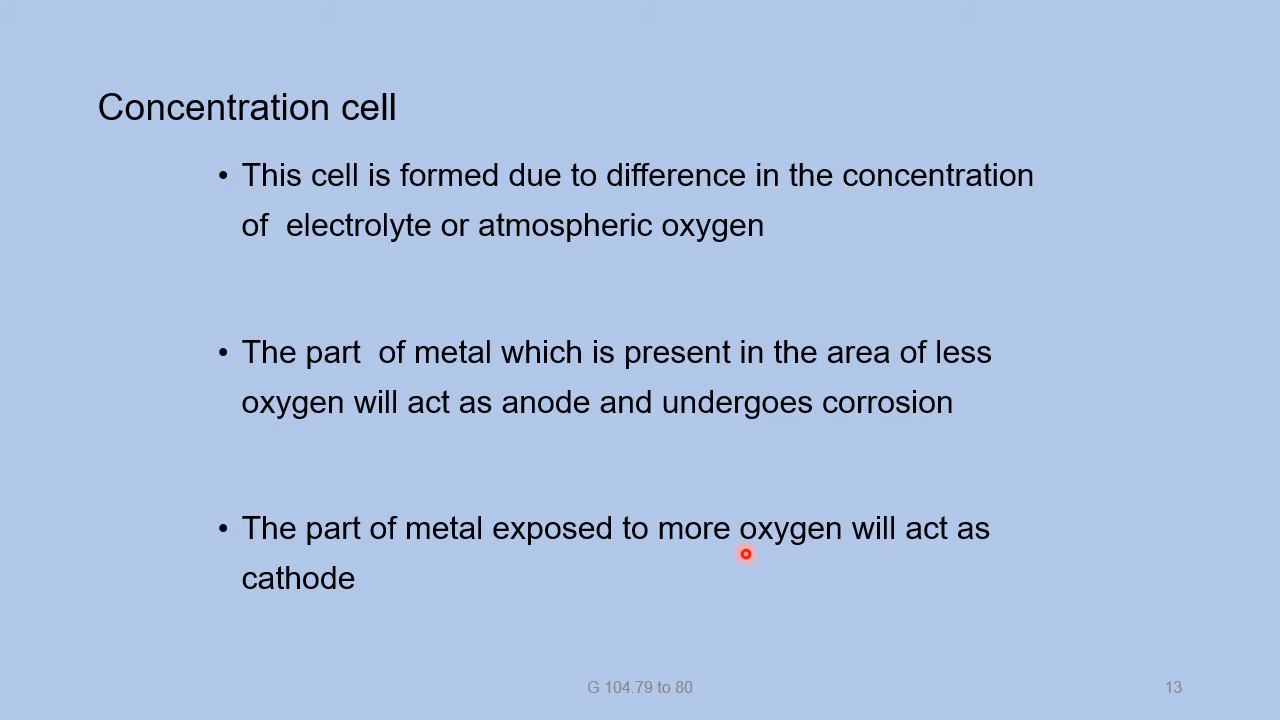 Concentration cell
• This cell is formed due to difference in the concentration
of  electrolyte or atmospheric oxygen
• The part  of metal which is present in the area of less
oxygen will act as anode and undergoes corrosion
• The part of metal exposed to more oxygen will act as
cathode
G 104.79 to 80
13